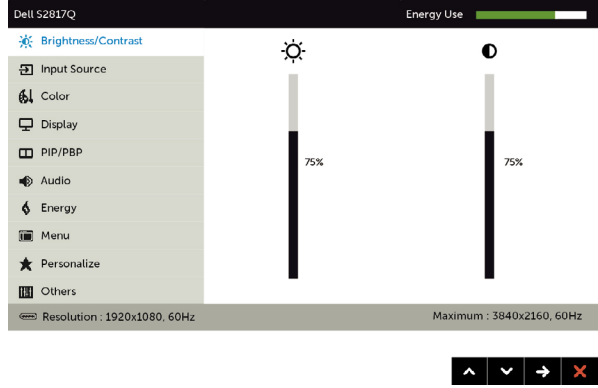 Dell S2817Q Energy Use
Brightness/Contrast
Input Source
Color
Display
PIP/PBP
Audio
Energy
Menu
Personalize
Others
75% 75%
Resolution : 1920x1080, 60Hz Maximum : 3840x2160, 60Hz